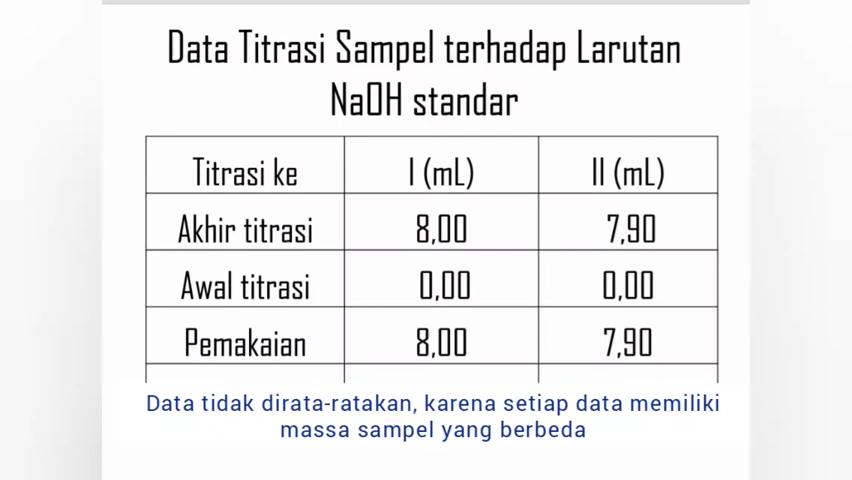 Data Titrasi Sampel terhadap Larutan
NaOH standar
Titrasi ke I (mL) II (mL)
Akhir titrasi 8,00 7,90
Awal titrasi 0,00 0,00
Pemakaian 8,00 7,90
Data tidak dirata-ratakan, karena setiap data memiliki
massa sampel yang berbeda